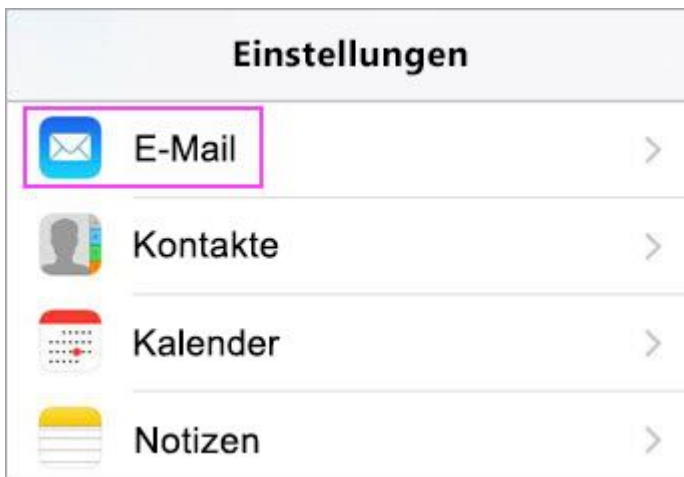 Einstellungen
E-Mail
Kontakte
Kalender
Notizen